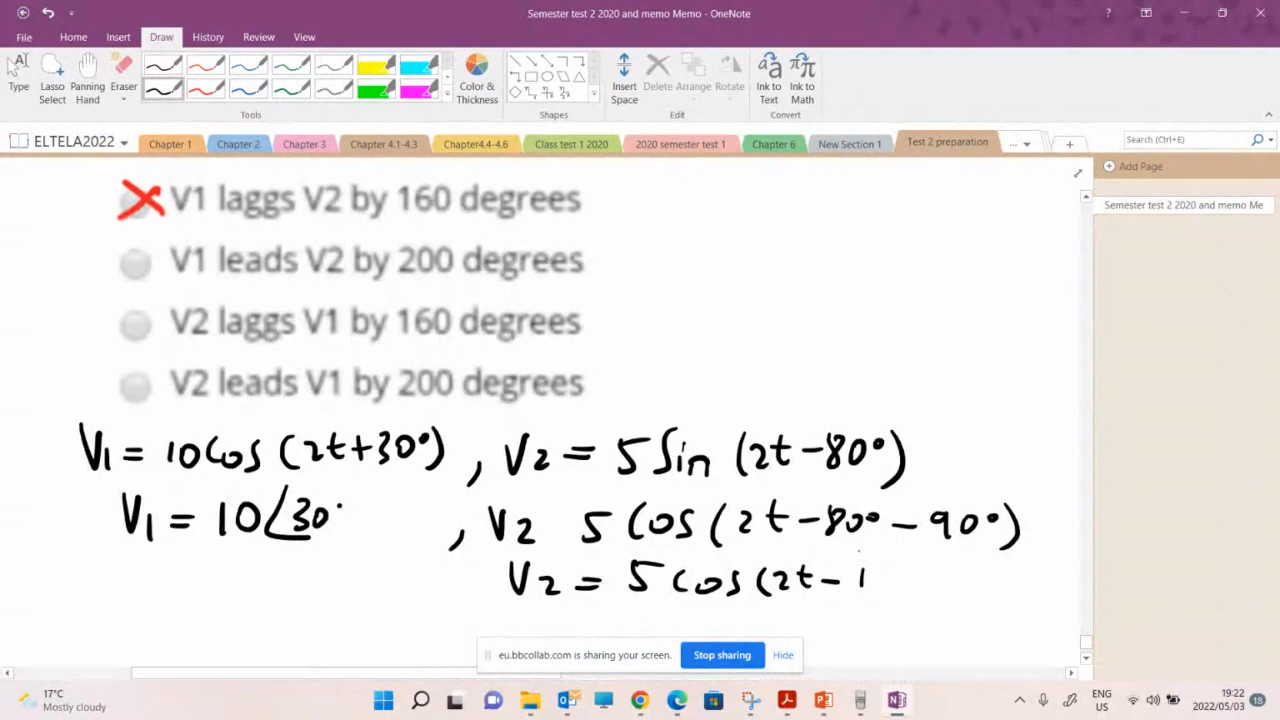 Semester test 2 2020 and memo Memo - OneNote
File Home Insert Draw History Review View
Type Lasso Select Panning Hand Eraser Color & Thickness Insert Space Delete Arrange Rotate Ink to Text Ink to Math
Tools Shapes Edit Convert
ELTELA2022 Chapter 1 Chapter 2 Chapter 3 Chapter 4.1-4.3 Chapter4.4-4.6 Class test 1 2020 2020 semester test 1 Chapter 6 New Section 1 Test 2 preparation ... Search (Ctrl+E)
Add Page
Semester test 2 2020 and memo Me
V1 laggs V2 by 160 degrees
V1 leads V2 by 200 degrees
V2 laggs V1 by 160 degrees
V2 leads V1 by 200 degrees
V1 = 10cos (2t+30°) , V2 = 5 Sin (2t-80°)
V1 = 10∠30° , V2 5 Cos (2t-80°-90°)
V2 = 5 cos (2t-1
eu.bbcollab.com is sharing your screen. Stop sharing Hide
17°C
Mostly cloudy
ENG
US
19:22
2022/05/03
18